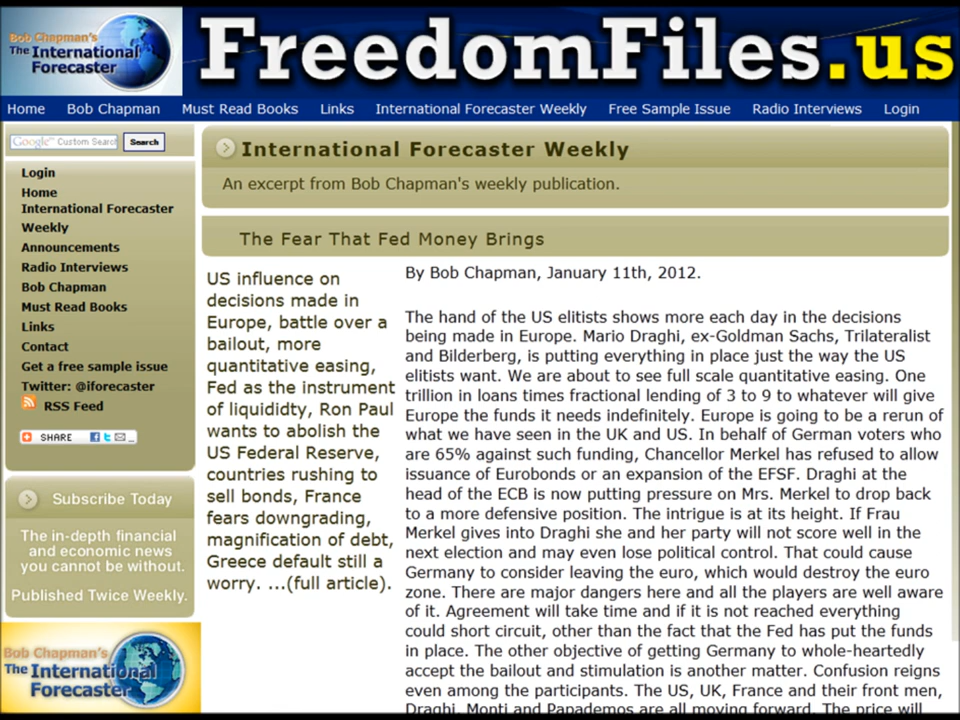 Bob Chapman's
The International
Forecaster
FreedomFiles.us
Home Bob Chapman Must Read Books Links International Forecaster Weekly Free Sample Issue Radio Interviews Login
Google™ Custom Search Search
Login
Home
International Forecaster
Weekly
Announcements
Radio Interviews
Bob Chapman
Must Read Books
Links
Contact
Get a free sample issue
Twitter: @iforecaster
RSS Feed
SHARE
Subscribe Today
The in-depth financial
and economic news
you cannot be without.
Published Twice Weekly.
Bob Chapman's
The International
Forecaster
International Forecaster Weekly
An excerpt from Bob Chapman's weekly publication.
The Fear That Fed Money Brings
US influence on
decisions made in
Europe, battle over a
bailout, more
quantitative easing,
Fed as the instrument
of liquididty, Ron Paul
wants to abolish the
US Federal Reserve,
countries rushing to
sell bonds, France
fears downgrading,
magnification of debt,
Greece default still a
worry. ...(full article).
By Bob Chapman, January 11th, 2012.
The hand of the US elitists shows more each day in the decisions
being made in Europe. Mario Draghi, ex-Goldman Sachs, Trilateralist
and Bilderberg, is putting everything in place just the way the US
elitists want. We are about to see full scale quantitative easing. One
trillion in loans times fractional lending of 3 to 9 to whatever will give
Europe the funds it needs indefinitely. Europe is going to be a rerun of
what we have seen in the UK and US. In behalf of German voters who
are 65% against such funding, Chancellor Merkel has refused to allow
issuance of Eurobonds or an expansion of the EFSF. Draghi at the
head of the ECB is now putting pressure on Mrs. Merkel to drop back
to a more defensive position. The intrigue is at its height. If Frau
Merkel gives into Draghi she and her party will not score well in the
next election and may even lose political control. That could cause
Germany to consider leaving the euro, which would destroy the euro
zone. There are major dangers here and all the players are well aware
of it. Agreement will take time and if it is not reached everything
could short circuit, other than the fact that the Fed has put the funds
in place. The other objective of getting Germany to whole-heartedly
accept the bailout and stimulation is another matter. Confusion reigns
even among the participants. The US, UK, France and their front men,
Draghi, Monti and Papademos are all moving forward. The price will